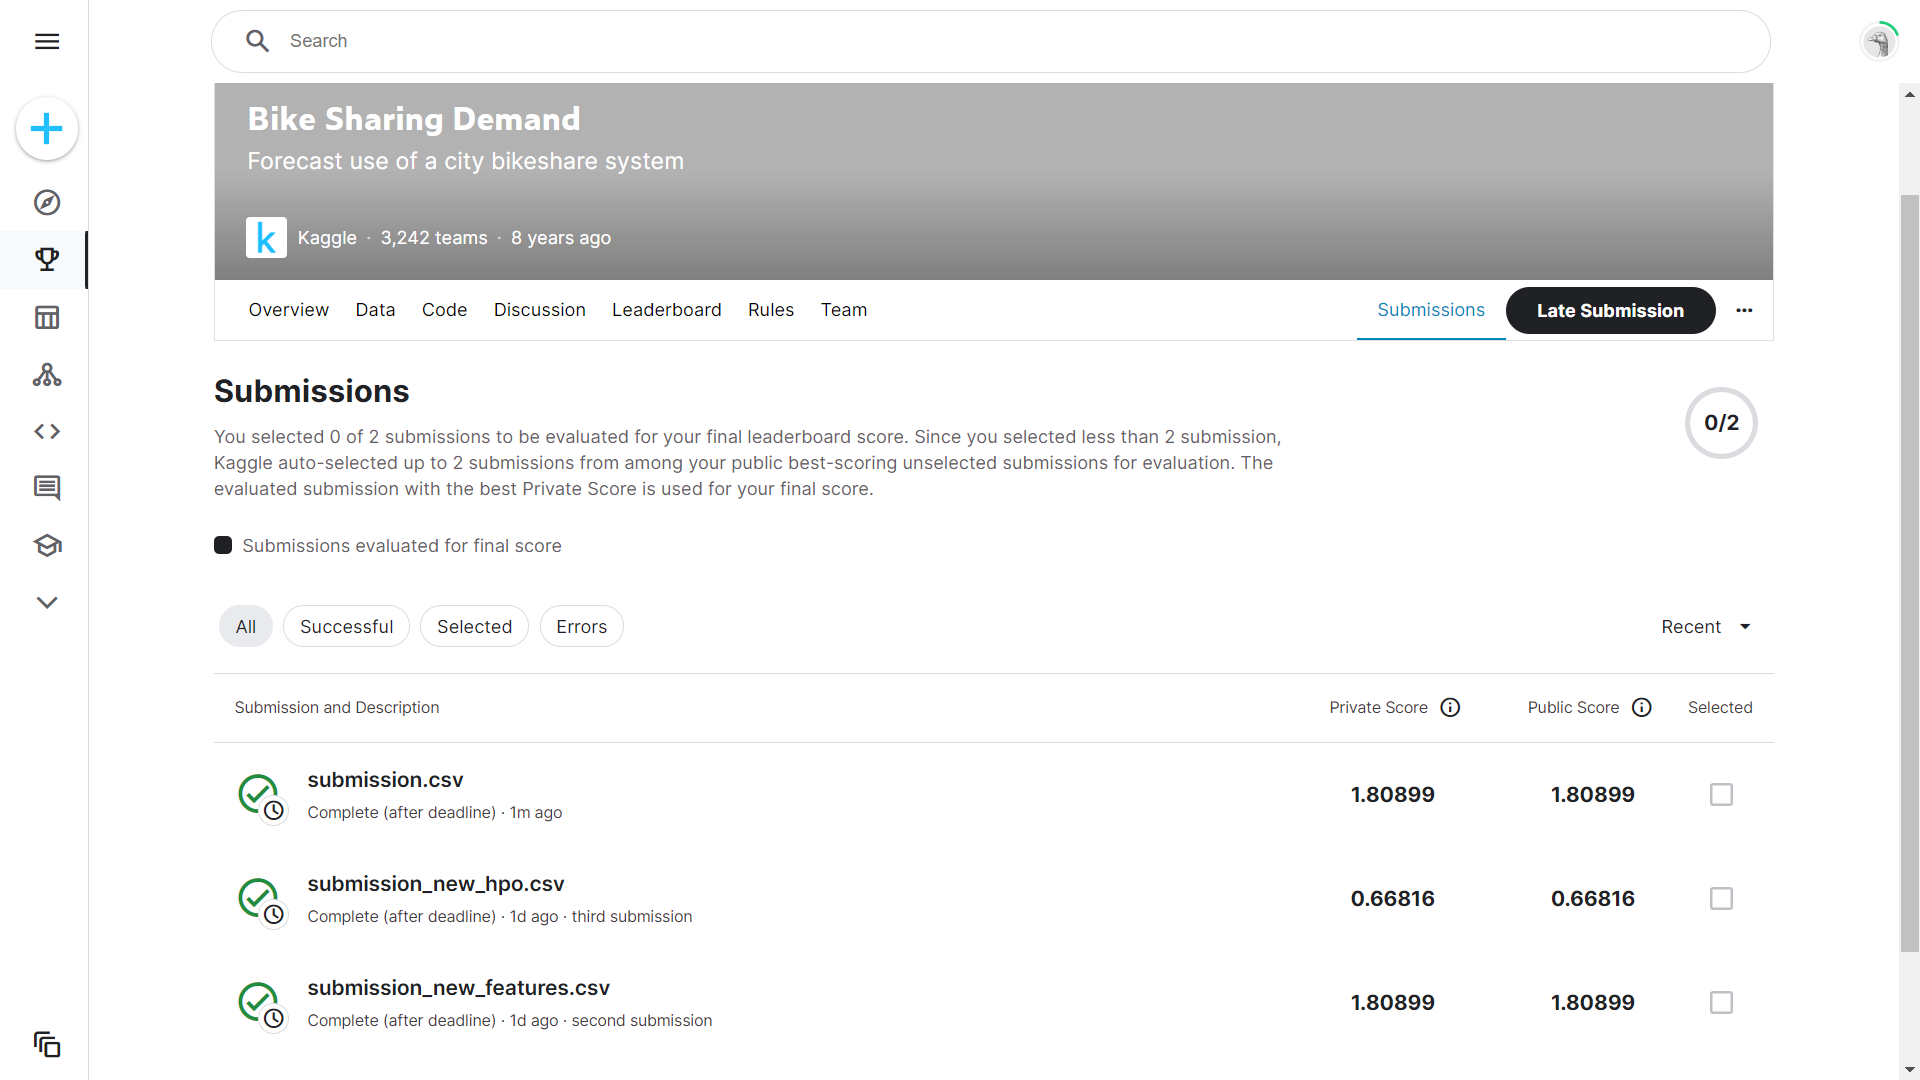 Search
Bike Sharing Demand
Forecast use of a city bikeshare system
k
Kaggle · 3,242 teams · 8 years ago
Overview Data Code Discussion Leaderboard Rules Team Submissions Late Submission
Submissions
0/2
You selected 0 of 2 submissions to be evaluated for your final leaderboard score. Since you selected less than 2 submission,
Kaggle auto-selected up to 2 submissions from among your public best-scoring unselected submissions for evaluation. The
evaluated submission with the best Private Score is used for your final score.
Submissions evaluated for final score
All Successful Selected Errors Recent
Submission and Description Private Score Public Score Selected
submission.csv
Complete (after deadline) · 1m ago
1.80899 1.80899
submission_new_hpo.csv
Complete (after deadline) · 1d ago · third submission
0.66816 0.66816
submission_new_features.csv
Complete (after deadline) · 1d ago · second submission
1.80899 1.80899